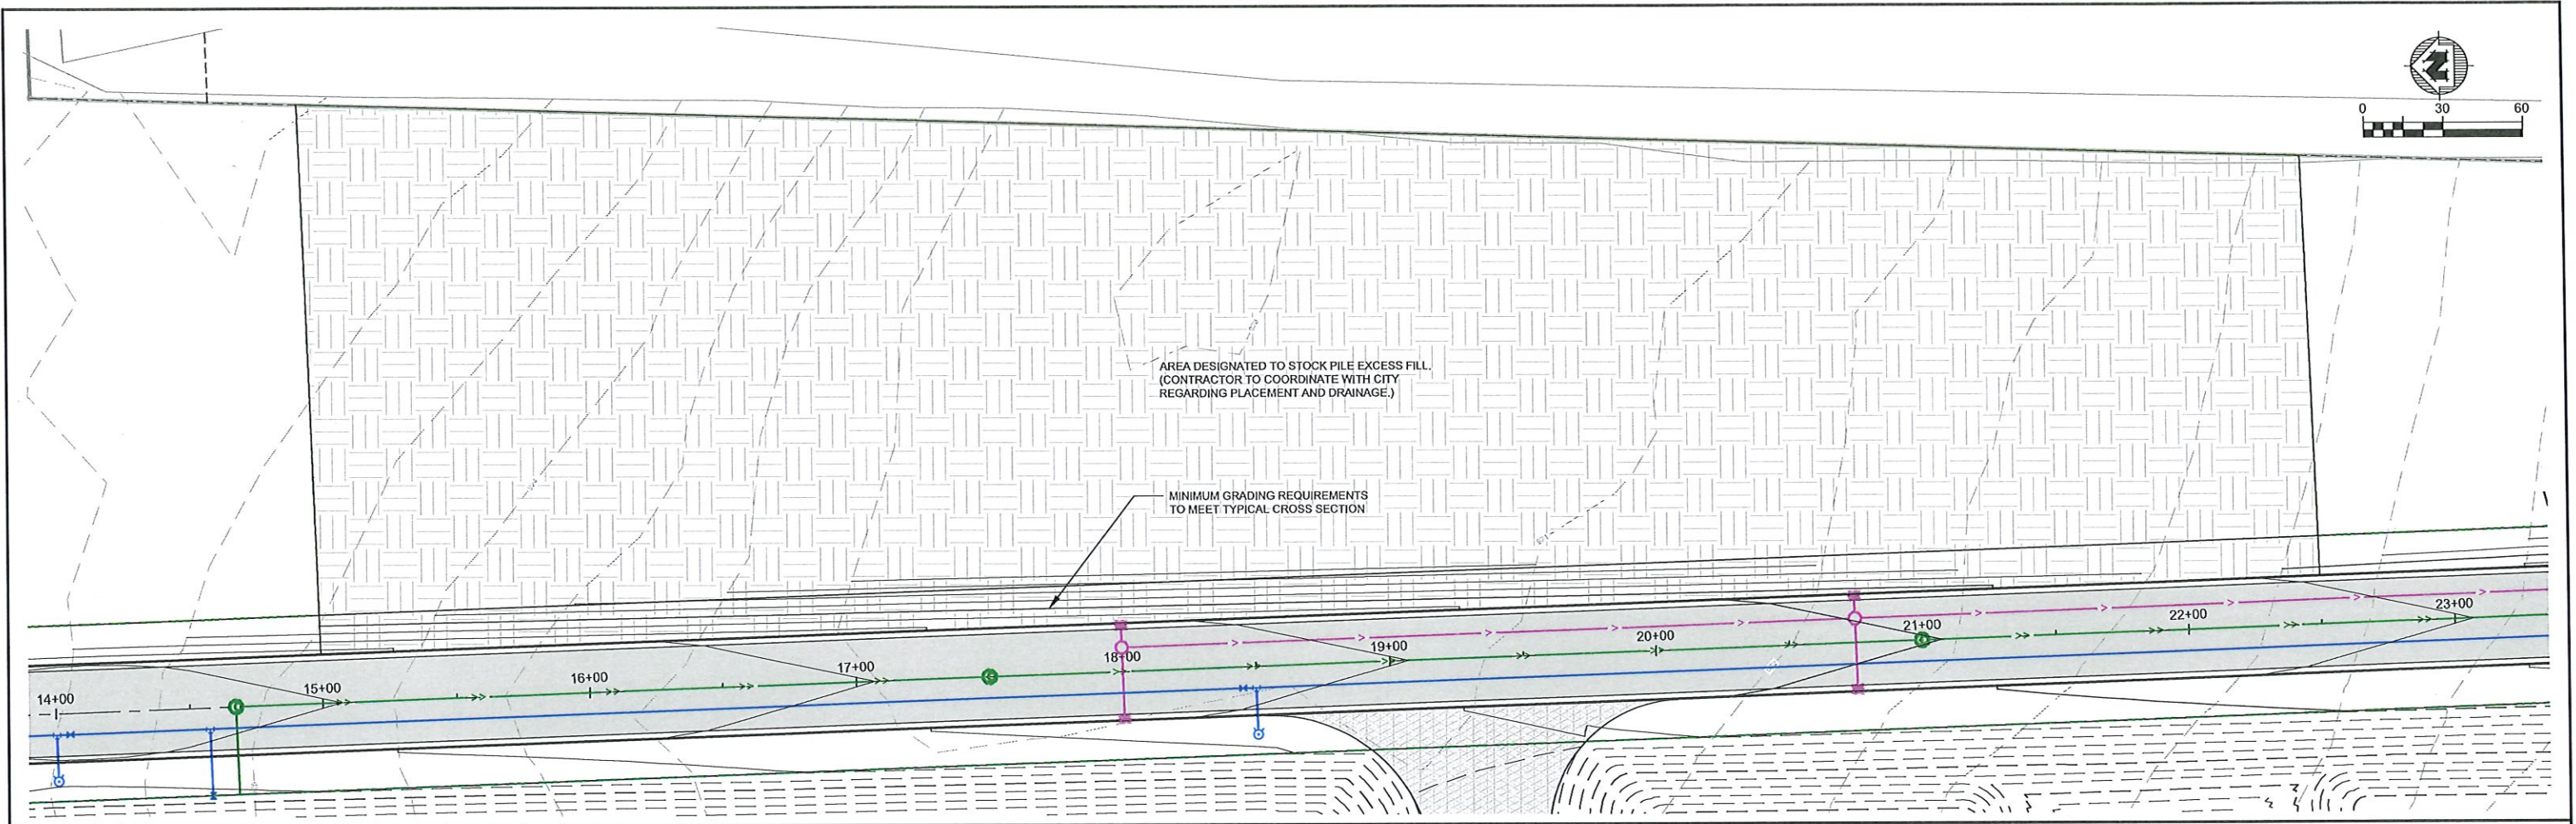 N
0 30 60
AREA DESIGNATED TO STOCK PILE EXCESS FILL.
(CONTRACTOR TO COORDINATE WITH CITY
REGARDING PLACEMENT AND DRAINAGE.)
MINIMUM GRADING REQUIREMENTS
TO MEET TYPICAL CROSS SECTION
14+00
15+00
16+00
17+00
18+00
19+00
20+00
21+00
22+00
23+00